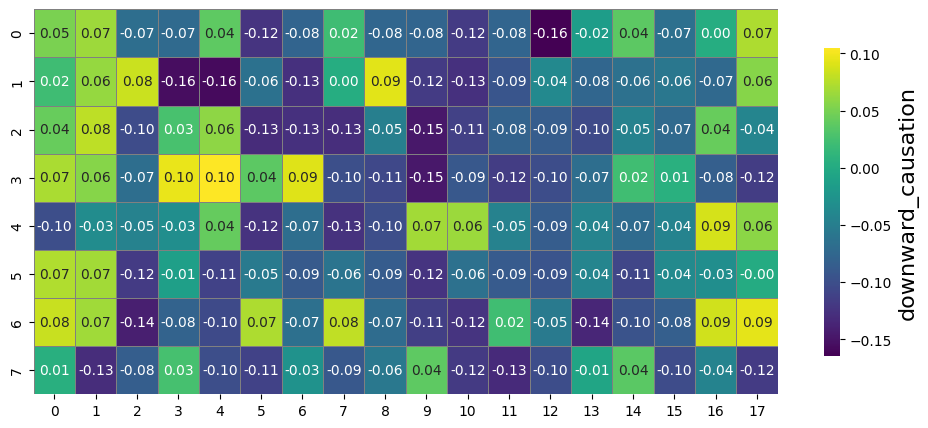 0 0.05 0.07 -0.07 -0.07 0.04 -0.12 -0.08 0.02 -0.08 -0.08 -0.12 -0.08 -0.16 -0.02 0.04 -0.07 0.00 0.07
1 0.02 0.06 0.08 -0.16 -0.16 -0.06 -0.13 0.00 0.09 -0.12 -0.13 -0.09 -0.04 -0.08 -0.06 -0.06 -0.07 0.06
2 0.04 0.08 -0.10 0.03 0.06 -0.13 -0.13 -0.13 -0.05 -0.15 -0.11 -0.08 -0.09 -0.10 -0.05 -0.07 0.04 -0.04
3 0.07 0.06 -0.07 0.10 0.10 0.04 0.09 -0.10 -0.11 -0.15 -0.09 -0.12 -0.10 -0.07 0.02 0.01 -0.08 -0.12
4 -0.10 -0.03 -0.05 -0.03 0.04 -0.12 -0.07 -0.13 -0.10 0.07 0.06 -0.05 -0.09 -0.04 -0.07 -0.04 0.09 0.06
5 0.07 0.07 -0.12 -0.01 -0.11 -0.05 -0.09 -0.06 -0.09 -0.12 -0.06 -0.09 -0.09 -0.04 -0.11 -0.04 -0.03 -0.00
6 0.08 0.07 -0.14 -0.08 -0.10 0.07 -0.07 0.08 -0.07 -0.11 -0.12 0.02 -0.05 -0.14 -0.10 -0.08 0.09 0.09
7 0.01 -0.13 -0.08 0.03 -0.10 -0.11 -0.03 -0.09 -0.06 0.04 -0.12 -0.13 -0.10 -0.01 0.04 -0.10 -0.04 -0.12
0 1 2 3 4 5 6 7 8 9 10 11 12 13 14 15 16 17
0.10
0.05
0.00
−0.05
−0.10
−0.15
downward_causation